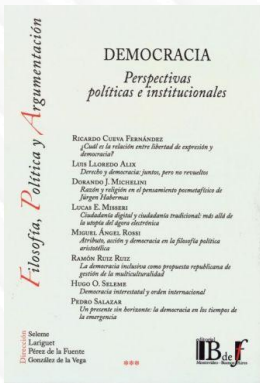 Filosofía, Política y Argumentación
DEMOCRACIA
Perspectivas
políticas e institucionales
RICARDO CUEVA FERNÁNDEZ
¿Cuál es la relación entre libertad de expresión y
democracia?
LUIS LLOREDO ALIX
Derecho y democracia: juntos, pero no revueltos
DORANDO J. MICHELINI
Razón y religión en el pensamiento posmetafísico de
Jürgen Habermas
LUCAS E. MISSERI
Ciudadanía digital y ciudadanía tradicional: más allá de
la utopía del ágora electrónica
MIGUEL ÁNGEL ROSSI
Atributo, acción y democracia en la filosofía política
aristotélica
RAMÓN RUIZ RUIZ
La democracia inclusiva como propuesta republicana de
gestión de la multiculturalidad
HUGO O. SELEME
Democracia interestatal y orden internacional
PEDRO SALAZAR
Un presente sin horizonte: la democracia en los tiempos de
la emergencia
Dirección
Seleme
Lariguet
Pérez de la Fuente
González de la Vega
***
editorial
B de f
Montevideo - Buenos Aires